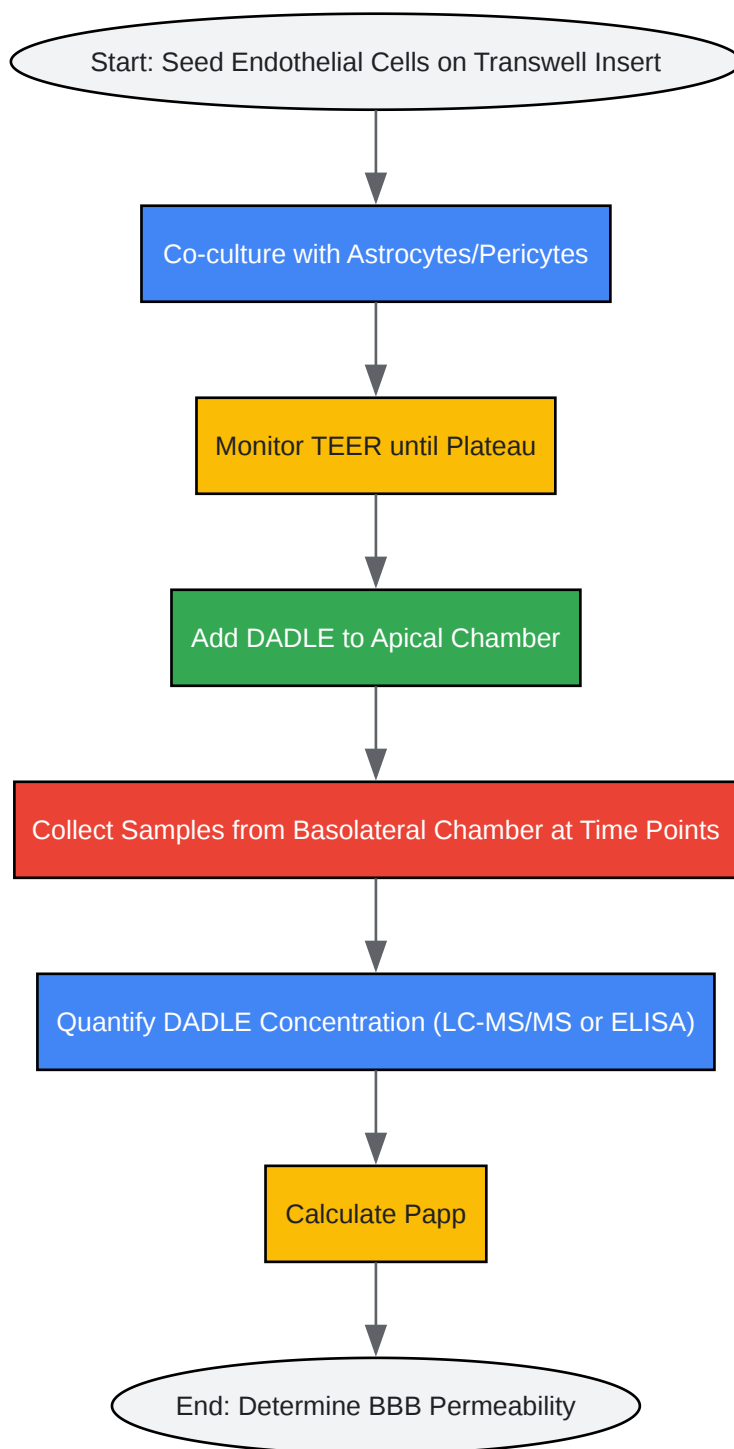 Start: Seed Endothelial Cells on Transwell Insert
Co-culture with Astrocytes/Pericytes
Monitor TEER until Plateau
Add DADLE to Apical Chamber
Collect Samples from Basolateral Chamber at Time Points
Quantify DADLE Concentration (LC-MS/MS or ELISA)
Calculate Papp
End: Determine BBB Permeability